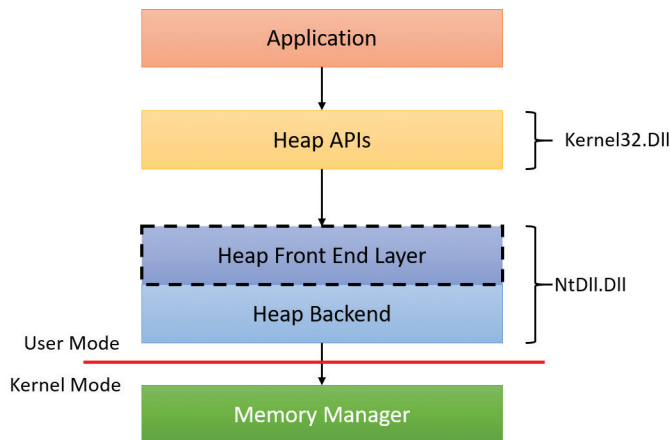 Application
Heap APIs
Kernel32.Dll
Heap Front End Layer
NtDll.Dll
Heap Backend
User Mode
Kernel Mode
Memory Manager